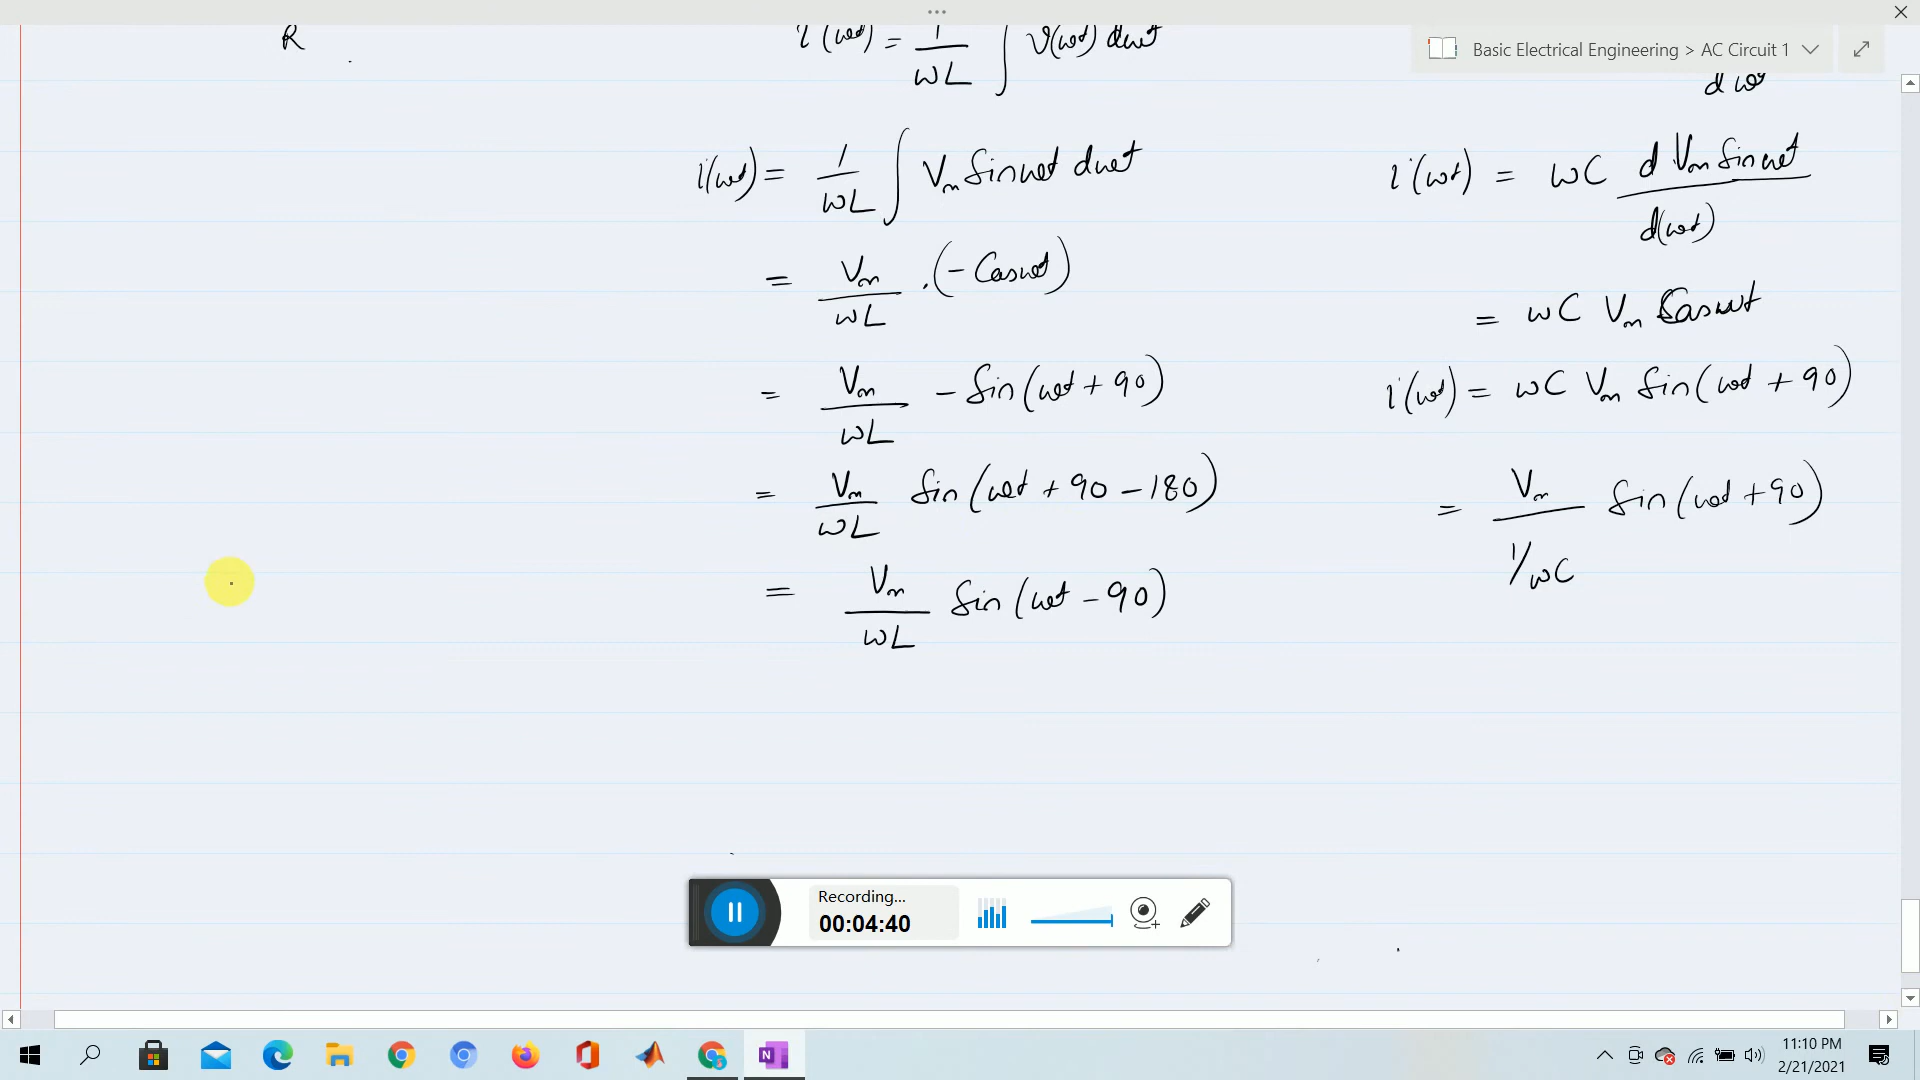 Basic Electrical Engineering > AC Circuit 1
R
i(ωt) = 1/ωL ∫ v(ωt) dωt
dωt
i(ωt) = 1/ωL ∫ Vm Sinωt dωt
= Vm/ωL .(- Cosωt)
= Vm/ωL - Sin(ωt + 90)
= Vm/ωL Sin(ωt + 90 - 180)
= Vm/ωL Sin(ωt - 90)
i(ωt) = ωC d Vm Sinωt / d(ωt)
= ωC Vm Cosωt
i(ωt) = ωC Vm Sin(ωt + 90)
= Vm / 1/ωC Sin(ωt + 90)
Recording...
00:04:40
11:10 PM
2/21/2021